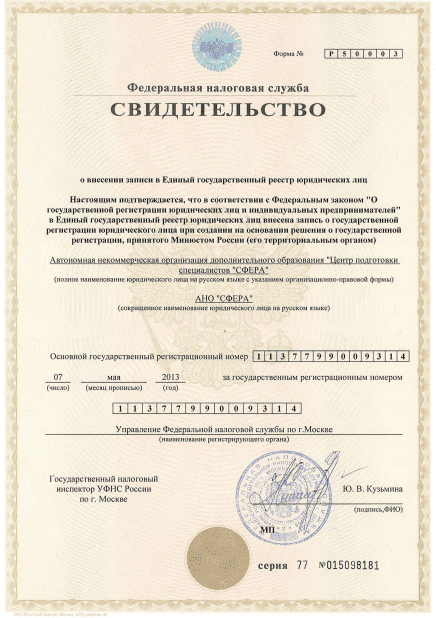 Форма № Р 5 0 0 0 3
Федеральная налоговая служба
СВИДЕТЕЛЬСТВО
о внесении записи в Единый государственный реестр юридических лиц
Настоящим подтверждается, что в соответствии с Федеральным законом "О
государственной регистрации юридических лиц и индивидуальных предпринимателей"
в Единый государственный реестр юридических лиц внесена запись о государственной
регистрации юридического лица при создании на основании решения о государственной
регистрации, принятого Минюстом России (его территориальным органом)
Автономная некоммерческая организация дополнительного образования "Центр подготовки
специалистов "СФЕРА"
(полное наименование юридического лица на русском языке с указанием организационно-правовой формы)
АНО "СФЕРА"
(сокращенное наименование юридического лица на русском языке)
Основной государственный регистрационный номер 1 1 3 7 7 9 9 0 0 9 3 1 4
07 мая 2013 за государственным регистрационным номером
(число) (месяц прописью) (год)
1 1 3 7 7 9 9 0 0 9 3 1 4
Управление Федеральной налоговой службы по г.Москве
(наименование регистрирующего органа)
Государственный налоговый
инспектор УФНС России
по г. Москве
Ю. В. Кузьмина
(подпись,ФИО)
МП
серия 77 №015098181